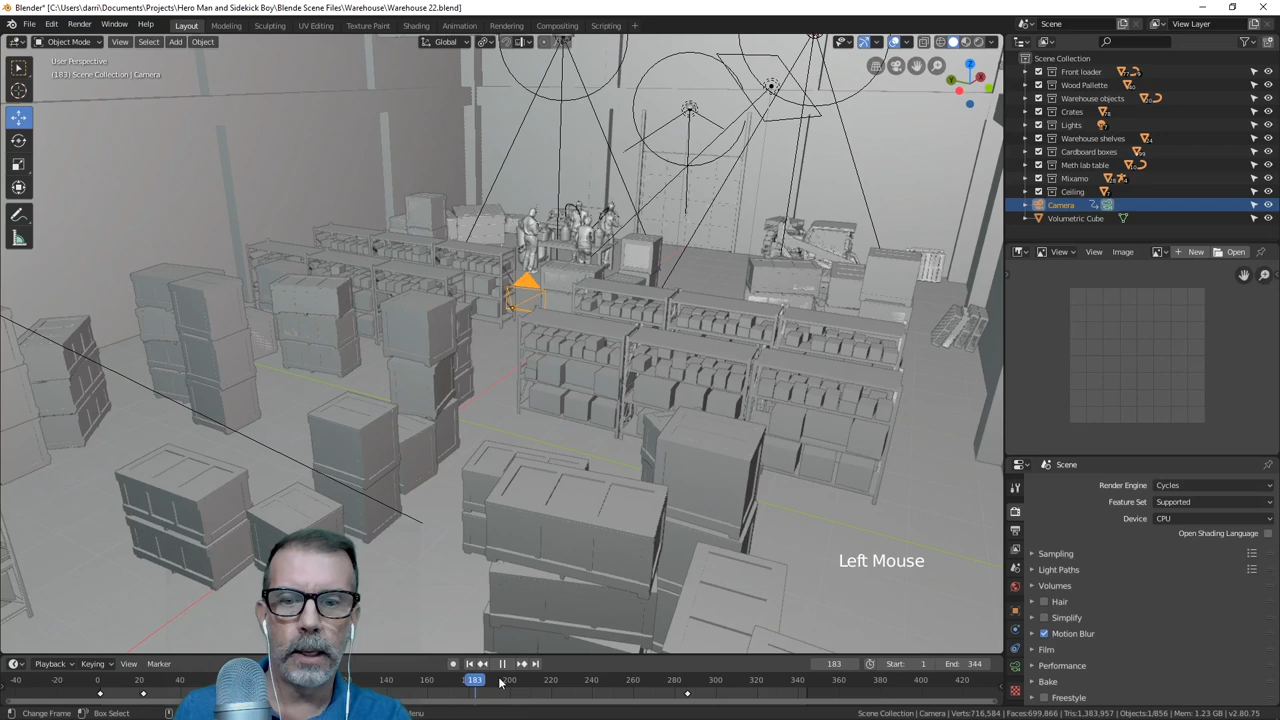 Blender* [C:\Users\darri\Documents\Projects\Hero Man and Sidekick Boy\Blende Scene Files\Warehouse\Warehouse 22.blend]
File Edit Render Window Help Layout Modeling Sculpting UV Editing Texture Paint Shading Animation Rendering Compositing Scripting Scene View Layer
Object Mode View Select Add Object Global
User Perspective
(183) Scene Collection | Camera
Scene Collection
Front loader
Wood Pallette
Warehouse objects
Crates
Lights
Warehouse shelves
Cardboard boxes
Meth lab table
Mixamo
Ceiling
Camera
Volumetric Cube
View View Image New Open
Scene
Render Engine Cycles
Feature Set Supported
Device CPU
Open Shading Language
Sampling
Light Paths
Volumes
Hair
Simplify
Motion Blur
Film
Performance
Bake
Freestyle
Left Mouse
Playback Keying View Marker 183 Start: 1 End: 344
-40 -20 0 20 40 160 183 200 220 240 260 280 300 320 340 360 380 400 420
Change Frame Box Select Menu Scene Collection | Camera | Verts:716,584 | Faces:699,866 | Tris:1,383,957 | Objects:1/856 | Mem: 1.23 GB | v2.80.75